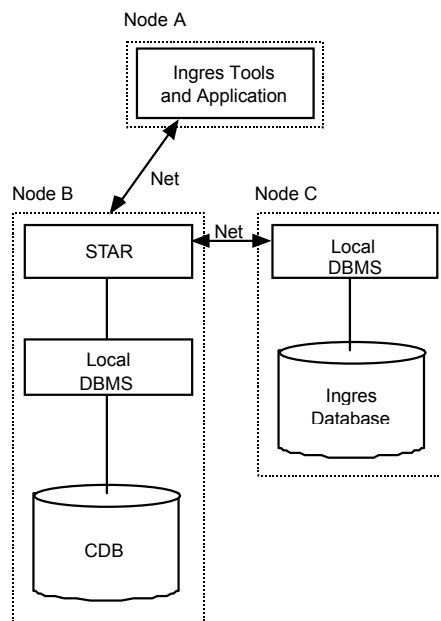 Node A
Ingres Tools
and Application
Net
Node B
Node C
STAR
Net
Local
DBMS
Local
DBMS
Ingres
Database
CDB